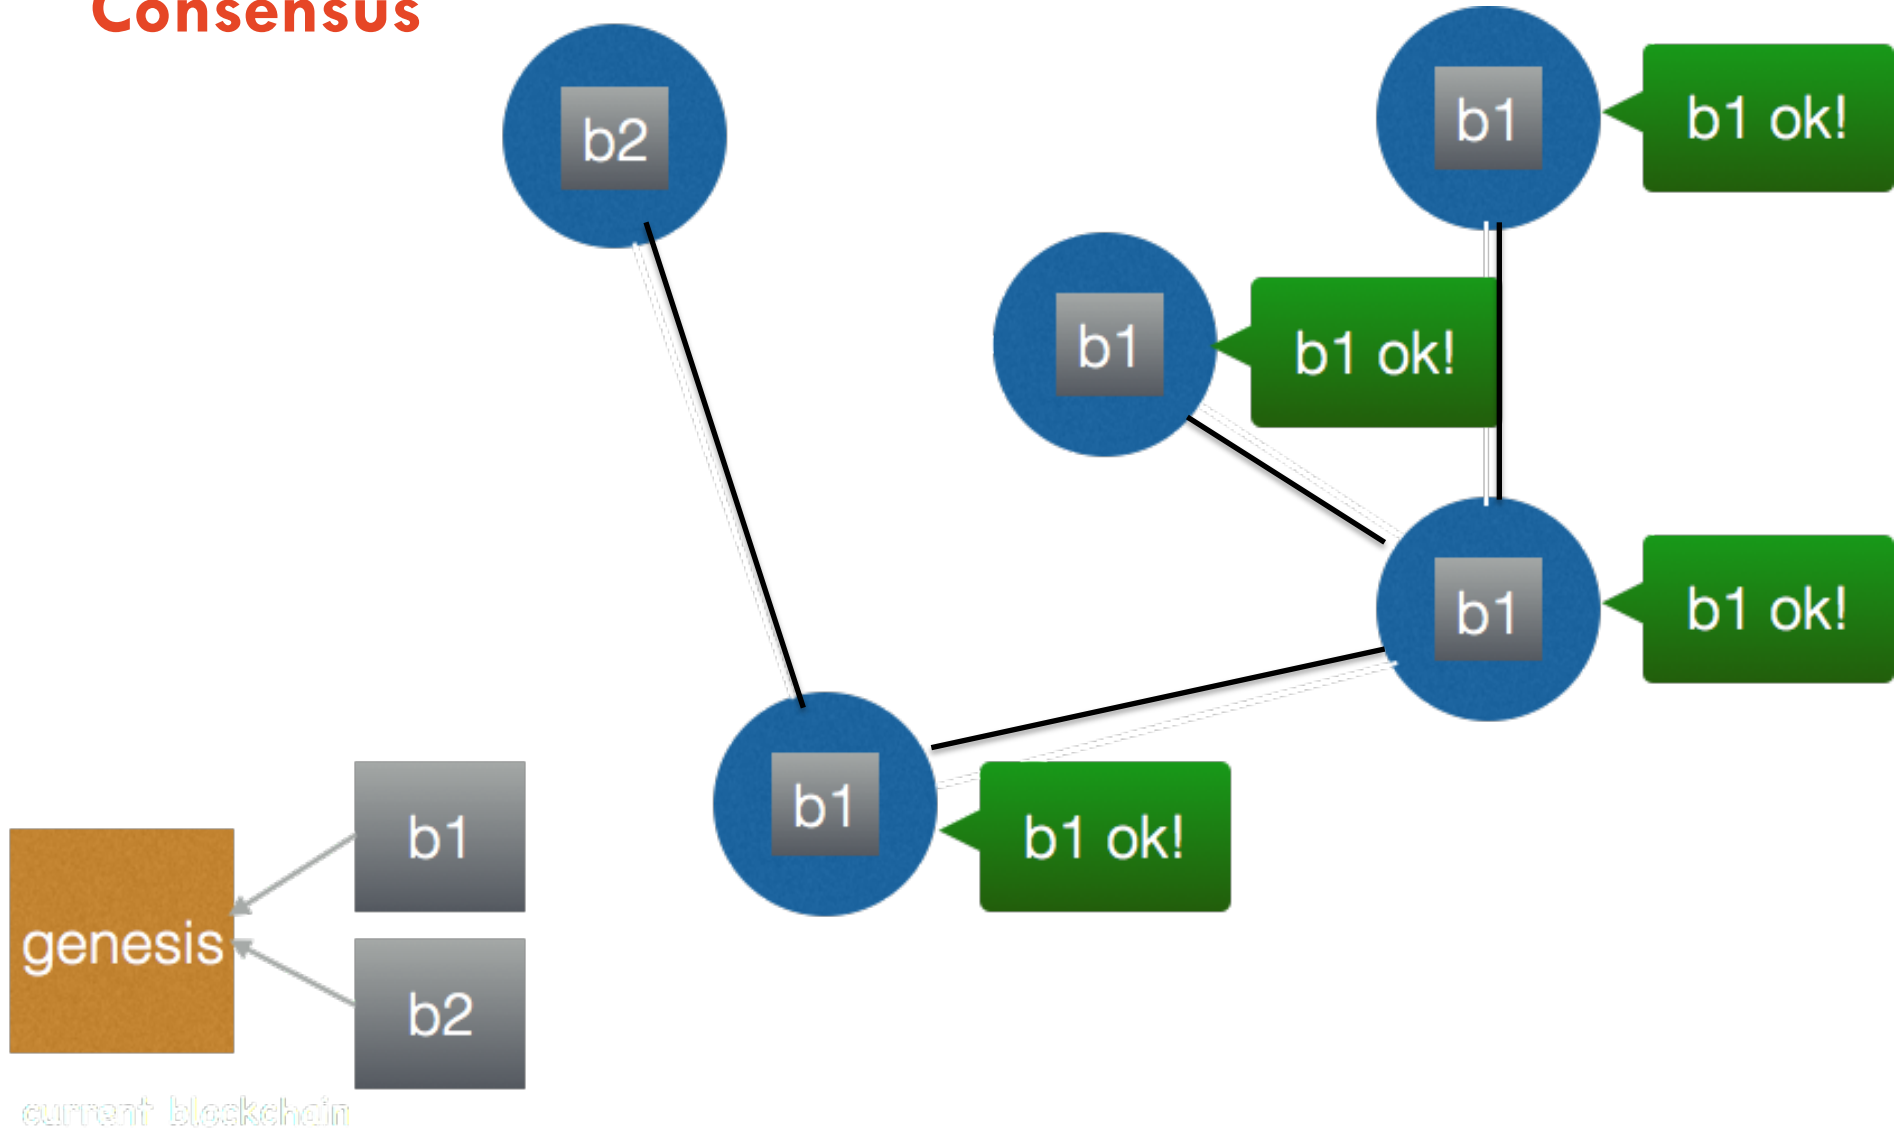 Consensus
b2
b1
b1 ok!
b1
b1 ok!
b1
b1 ok!
b1
b1 ok!
genesis
b1
b2
current blockchain